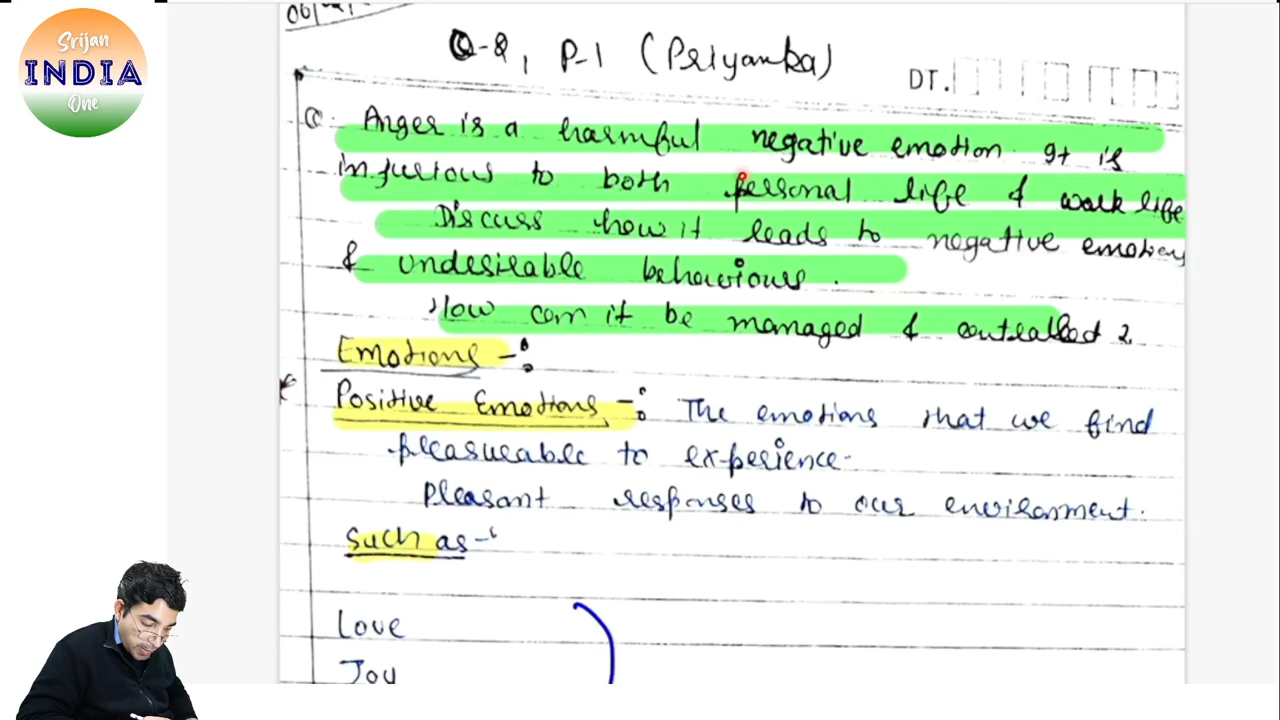 Srijan
INDIA
One
Q-2, P-1 (Priyanka)
DT.
Q. Anger is a harmful negative emotion. It is
injurious to both personal life & work life
Discuss how it leads to negative emotions
& undesirable behaviours.
How can it be managed & controlled ?
Emotions -:
Positive Emotions -: The emotions that we find
pleasurable to experience.
Pleasant responses to our environment.
Such as -:
Love
Joy